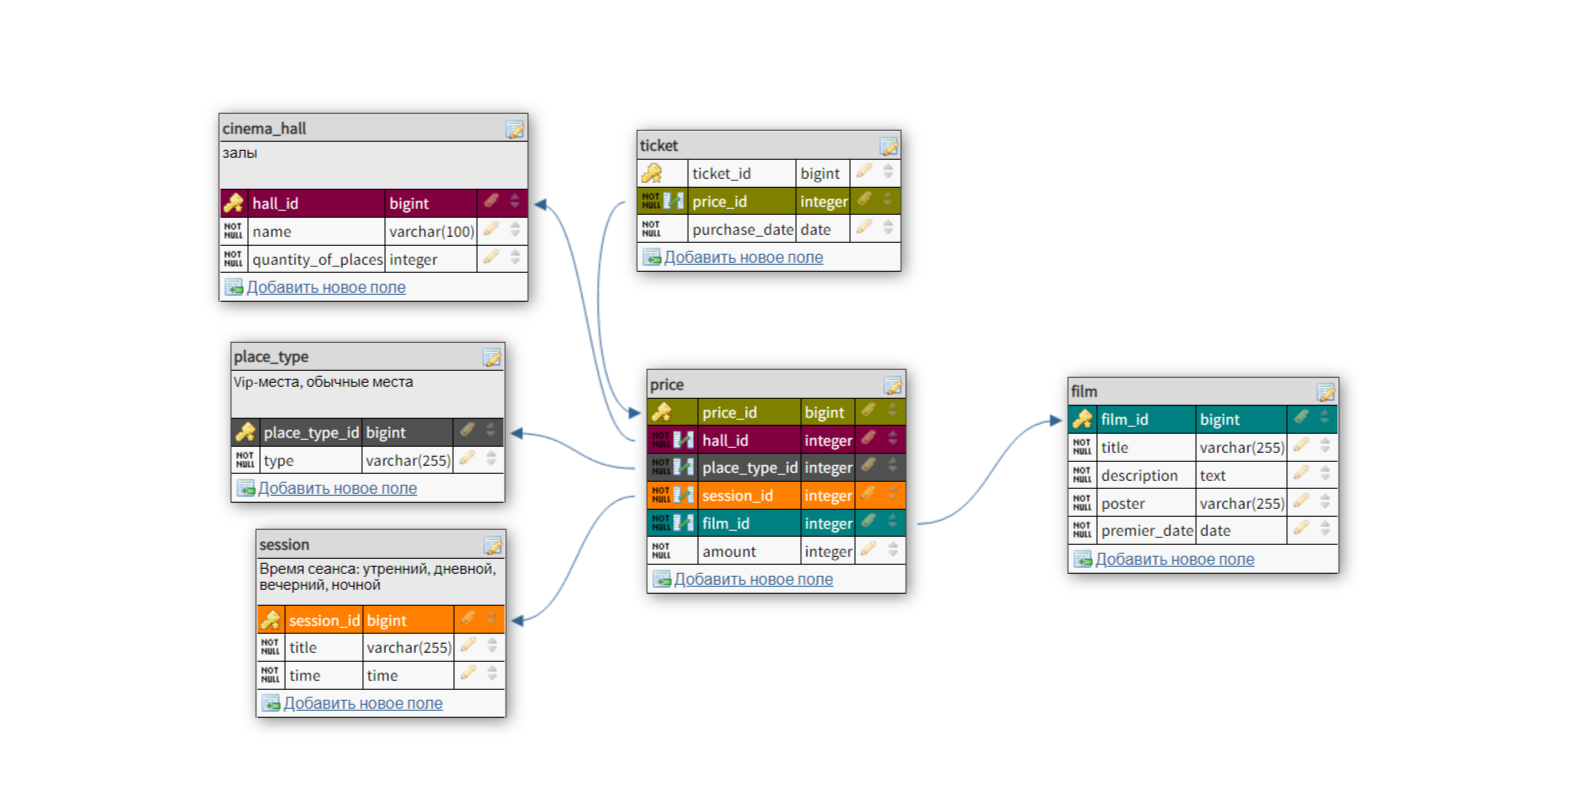 cinema_hall
залы
hall_id bigint
NOT NULL name varchar(100)
NOT NULL quantity_of_places integer
Добавить новое поле
ticket
ticket_id bigint
NOT NULL price_id integer
NOT NULL purchase_date date
Добавить новое поле
place_type
Vip-места, обычные места
place_type_id bigint
NOT NULL type varchar(255)
Добавить новое поле
price
price_id bigint
NOT NULL hall_id integer
NOT NULL place_type_id integer
NOT NULL session_id integer
NOT NULL film_id integer
NOT NULL amount integer
Добавить новое поле
film
film_id bigint
NOT NULL title varchar(255)
NOT NULL description text
NOT NULL poster varchar(255)
NOT NULL premier_date date
Добавить новое поле
session
Время сеанса: утренний, дневной,
вечерний, ночной
session_id bigint
NOT NULL title varchar(255)
NOT NULL time time
Добавить новое поле